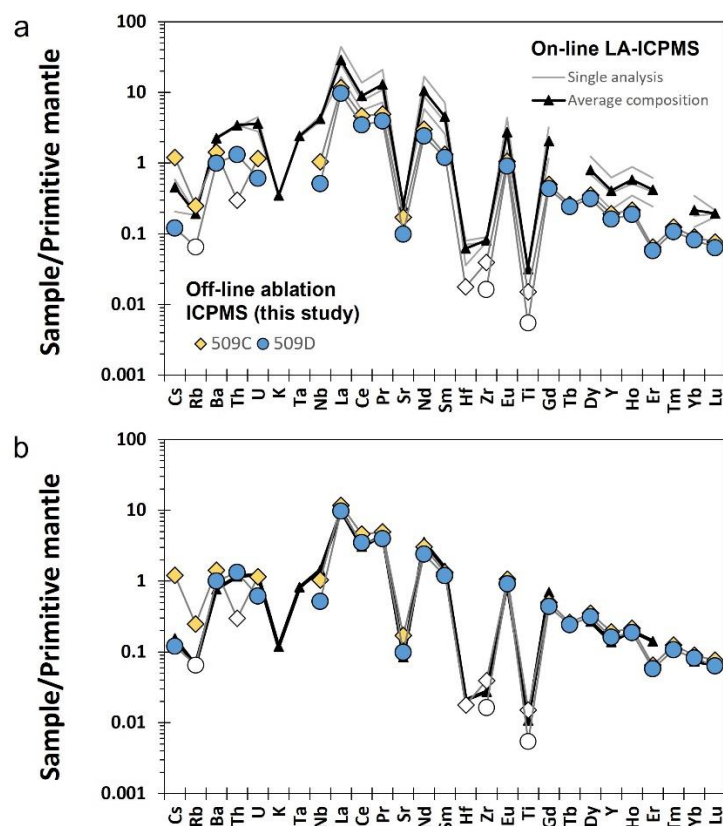 a
Sample/Primitive mantle
100
10
1
0.1
0.01
0.001
On-line LA-ICPMS
Single analysis
Average composition
Off-line ablation
ICPMS (this study)
509C 509D
Cs Rb Ba Th U K Ta Nb La Ce Pr Sr Nd Sm Hf Zr Eu Ti Gd Tb Dy Y Ho Er Tm Yb Lu
b
Sample/Primitive mantle
100
10
1
0.1
0.01
0.001
Cs Rb Ba Th U K Ta Nb La Ce Pr Sr Nd Sm Hf Zr Eu Ti Gd Tb Dy Y Ho Er Tm Yb Lu